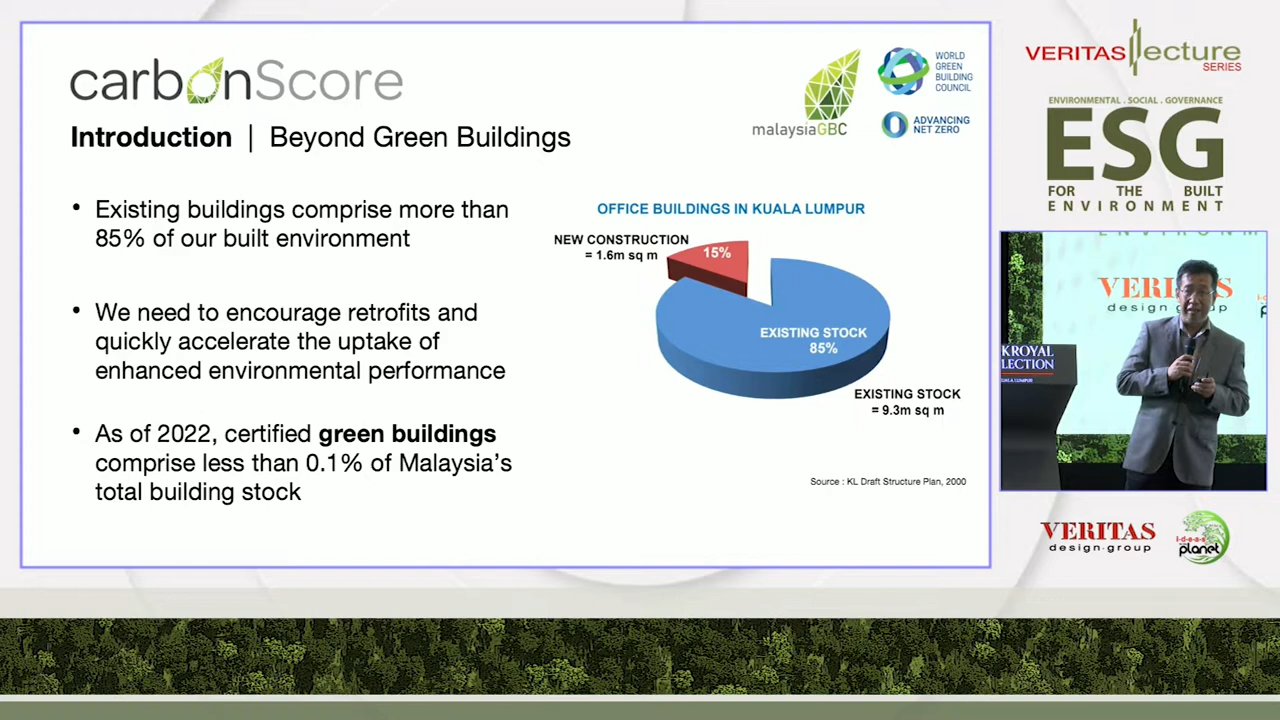 carbonScore
Introduction | Beyond Green Buildings
malaysiaGBC
WORLD
GREEN
BUILDING
COUNCIL
ADVANCING
NET ZERO
• Existing buildings comprise more than
85% of our built environment
• We need to encourage retrofits and
quickly accelerate the uptake of
enhanced environmental performance
• As of 2022, certified green buildings
comprise less than 0.1% of Malaysia's
total building stock
OFFICE BUILDINGS IN KUALA LUMPUR
NEW CONSTRUCTION
= 1.6m sq m
15%
EXISTING STOCK
85%
EXISTING STOCK
= 9.3m sq m
Source : KL Draft Structure Plan, 2000
VERITAS lecture
SERIES
ENVIRONMENTAL . SOCIAL . GOVERNANCE
ESG
FOR THE BUILT
ENVIRONMENT
VERITAS
design group
KROYAL
LECTION
VERITAS
design group
i-d-e-a-s
planet